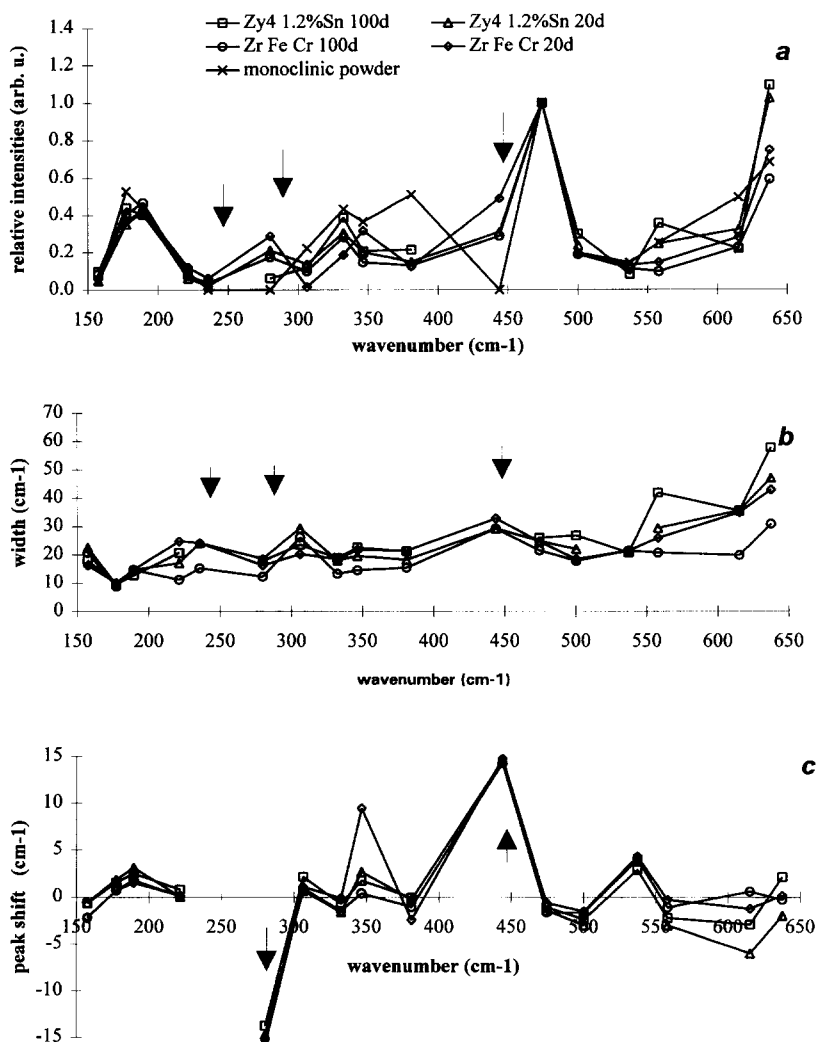 Zy4 1.2%Sn 100d
Zy4 1.2%Sn 20d
Zr Fe Cr 100d
Zr Fe Cr 20d
monoclinic powder
a
relative intensities (arb. u.)
1.4
1.2
1.0
0.8
0.6
0.4
0.2
0.0
150 200 250 300 350 400 450 500 550 600 650
wavenumber (cm-1)
b
width (cm-1)
70
60
50
40
30
20
10
0
150 200 250 300 350 400 450 500 550 600 650
wavenumber (cm-1)
c
peak shift (cm-1)
15
10
5
0
-5
-10
-15
150 200 250 300 350 400 450 500 550 600 650
wavenumber (cm-1)